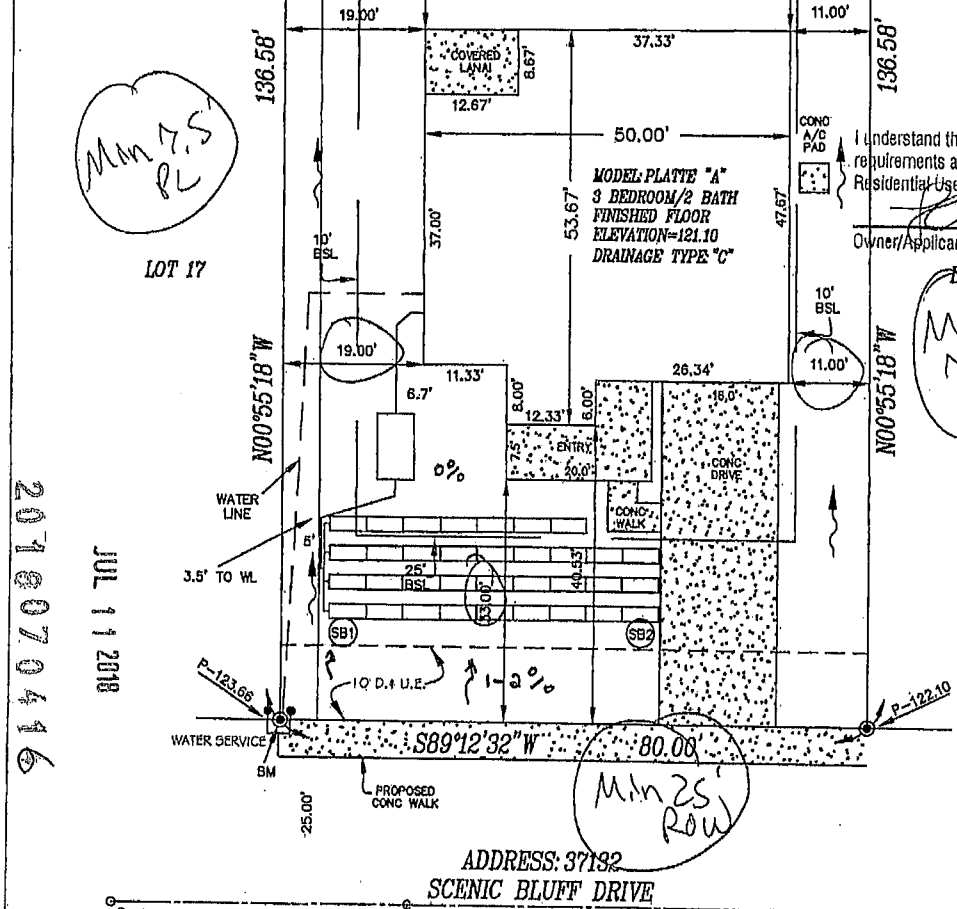 19.00'
11.00'
136.58'
136.58'
COVERED
LANAI
8.67'
37.33'
12.67'
50.00'
CONC
A/C
PAD
Min 7.5'
PL
I understand th
requirements a
Residential Use
Owner/Applican
MODEL: PLATTE "A"
3 BEDROOM/2 BATH
FINISHED FLOOR
ELEVATION=121.10
DRAINAGE TYPE "C"
37.00'
53.67'
47.67'
LOT 17
10'
BSL
10'
BSL
19.00'
11.00'
11.33'
26.34'
N00°55'18"W
N00°55'18"W
6.7'
8.00'
12.33'
6.00'
16.0'
7.5'
ENTRY
20.0'
0%
CONC
DRIVE
CONC
WALK
WATER
LINE
3.5' TO WL
5'
25'
BSL
33.00'
40.53'
SB1
SB2
10' D.& U.E.
1-2%
P-123.66
P-122.10
WATER SERVICE
BM
S89°12'32"W
80.00'
PROPOSED
CONC WALK
25.00'
Min 25'
ROW
ADDRESS: 37132
SCENIC BLUFF DRIVE
JUL 11 2018
2018070416